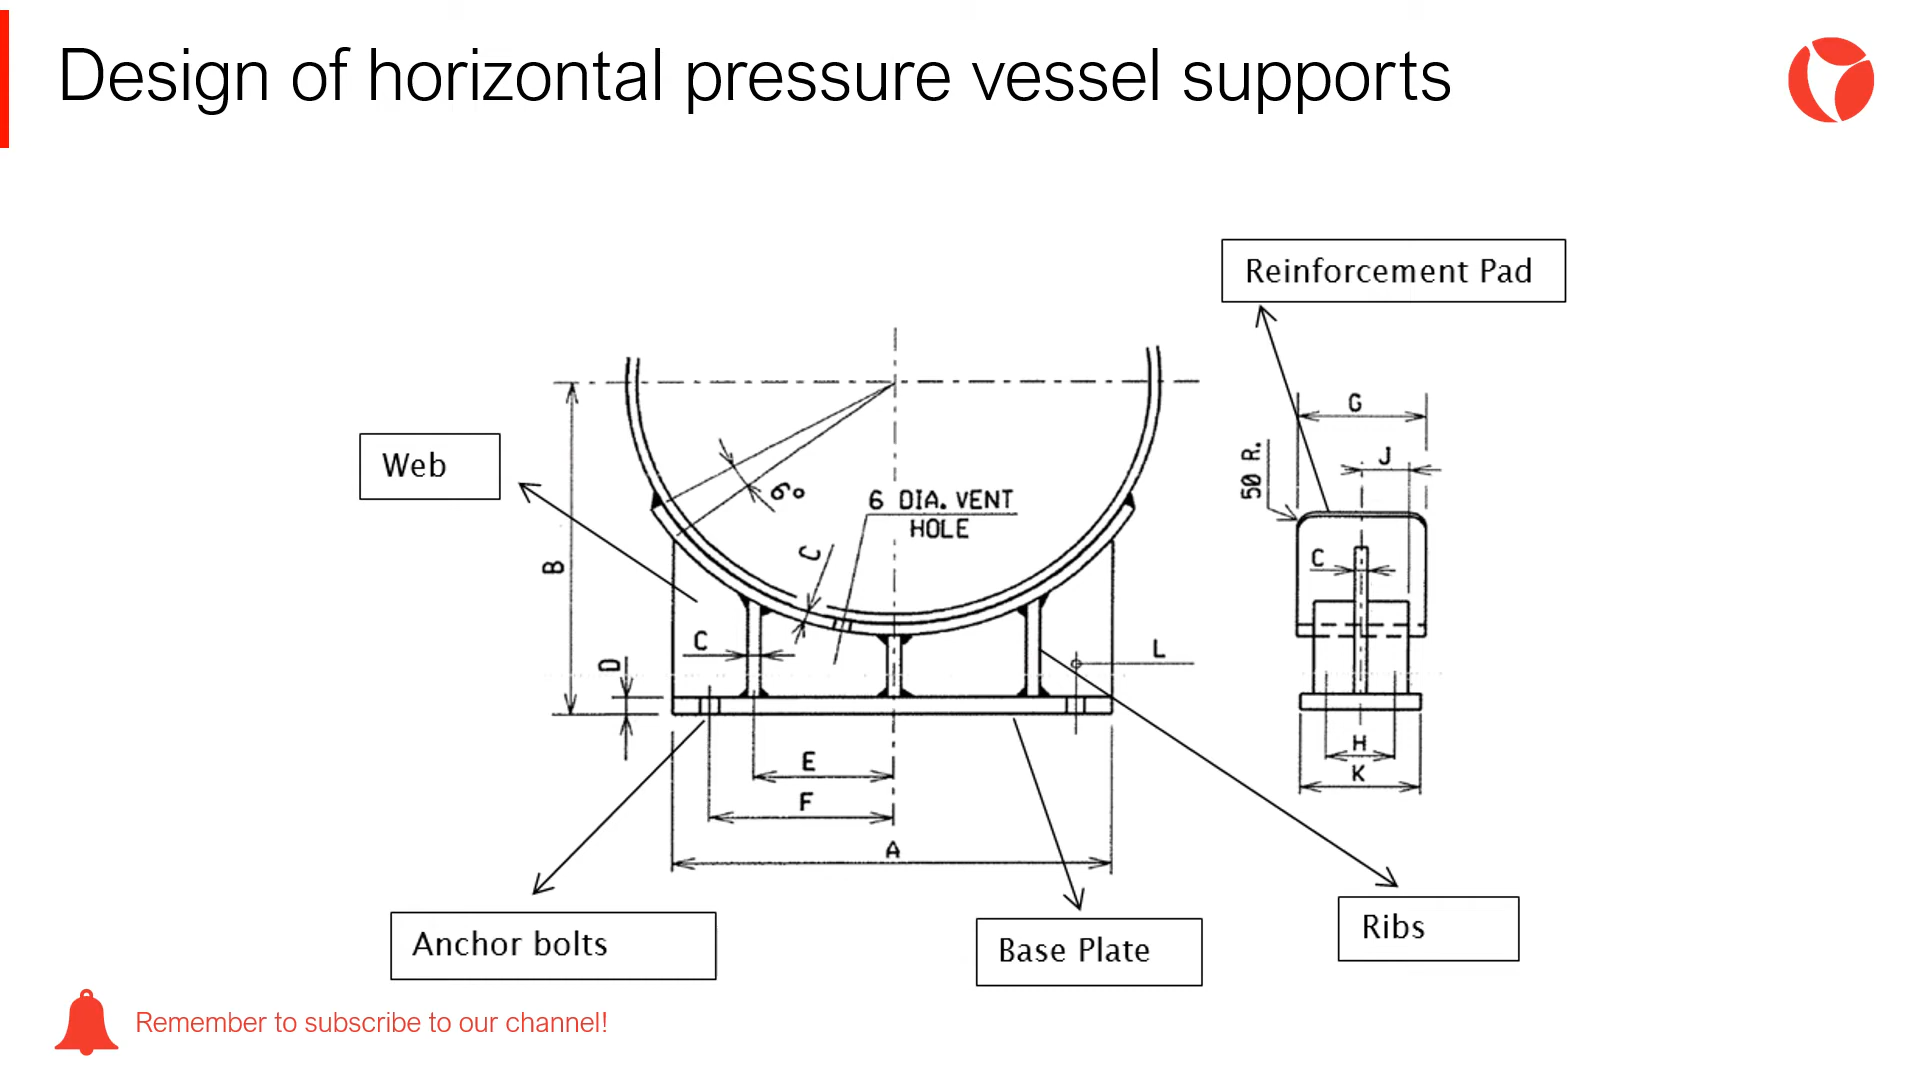 Design of horizontal pressure vessel supports
Reinforcement Pad
G
J
50 R.
Web
6°
6 DIA. VENT
HOLE
C
B
C
C
L
D
E
H
K
F
A
Anchor bolts
Base Plate
Ribs
Remember to subscribe to our channel!